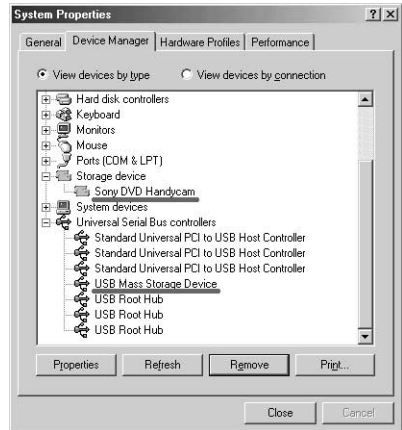 System Properties
General Device Manager Hardware Profiles Performance
View devices by type View devices by connection
Hard disk controllers
Keyboard
Monitors
Mouse
Ports (COM & LPT)
Storage device
Sony DVD Handycam
System devices
Universal Serial Bus controllers
Standard Universal PCI to USB Host Controller
Standard Universal PCI to USB Host Controller
Standard Universal PCI to USB Host Controller
USB Mass Storage Device
USB Root Hub
USB Root Hub
USB Root Hub
Properties Refresh Remove Print...
Close Cancel